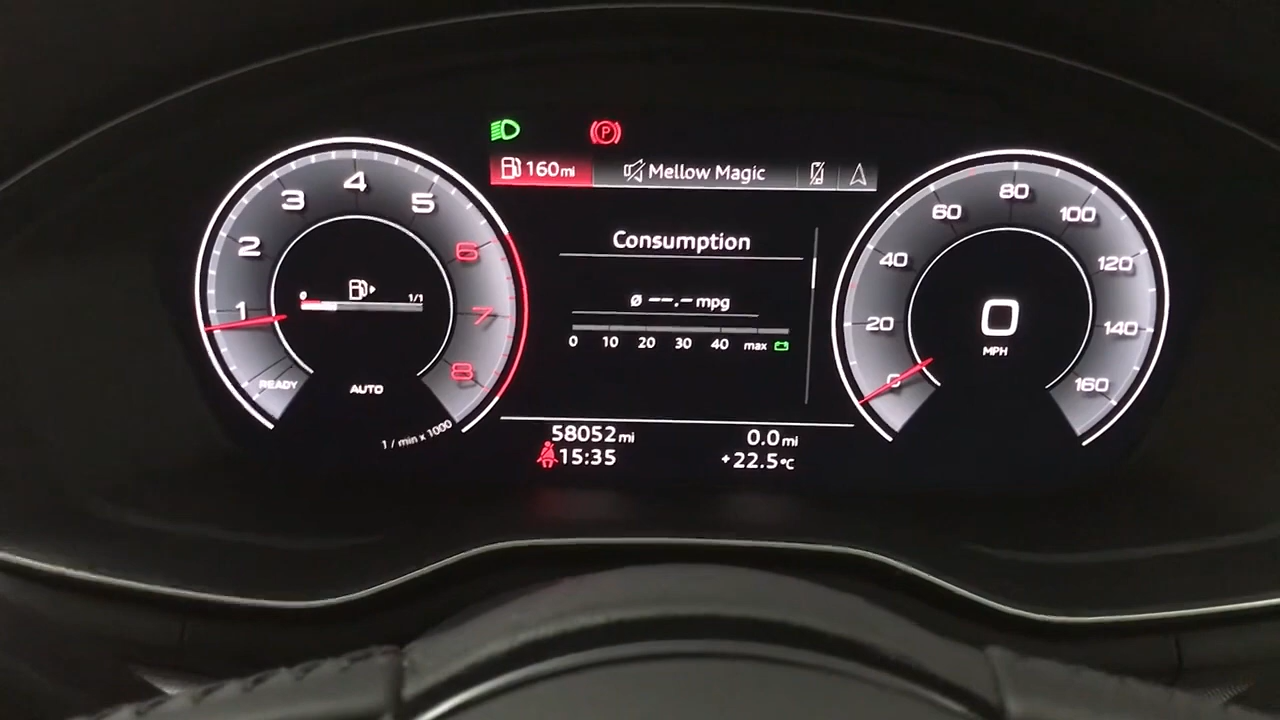 P
160mi
Mellow Magic
1 2 3 4 5 6 7 8
READY
0 1/1
AUTO
1 / min x 1000
Consumption
ø --.- mpg
0 10 20 30 40 max
58052mi 0.0mi
15:35 +22.5°C
0 20 40 60 80 100 120 140 160
0
MPH